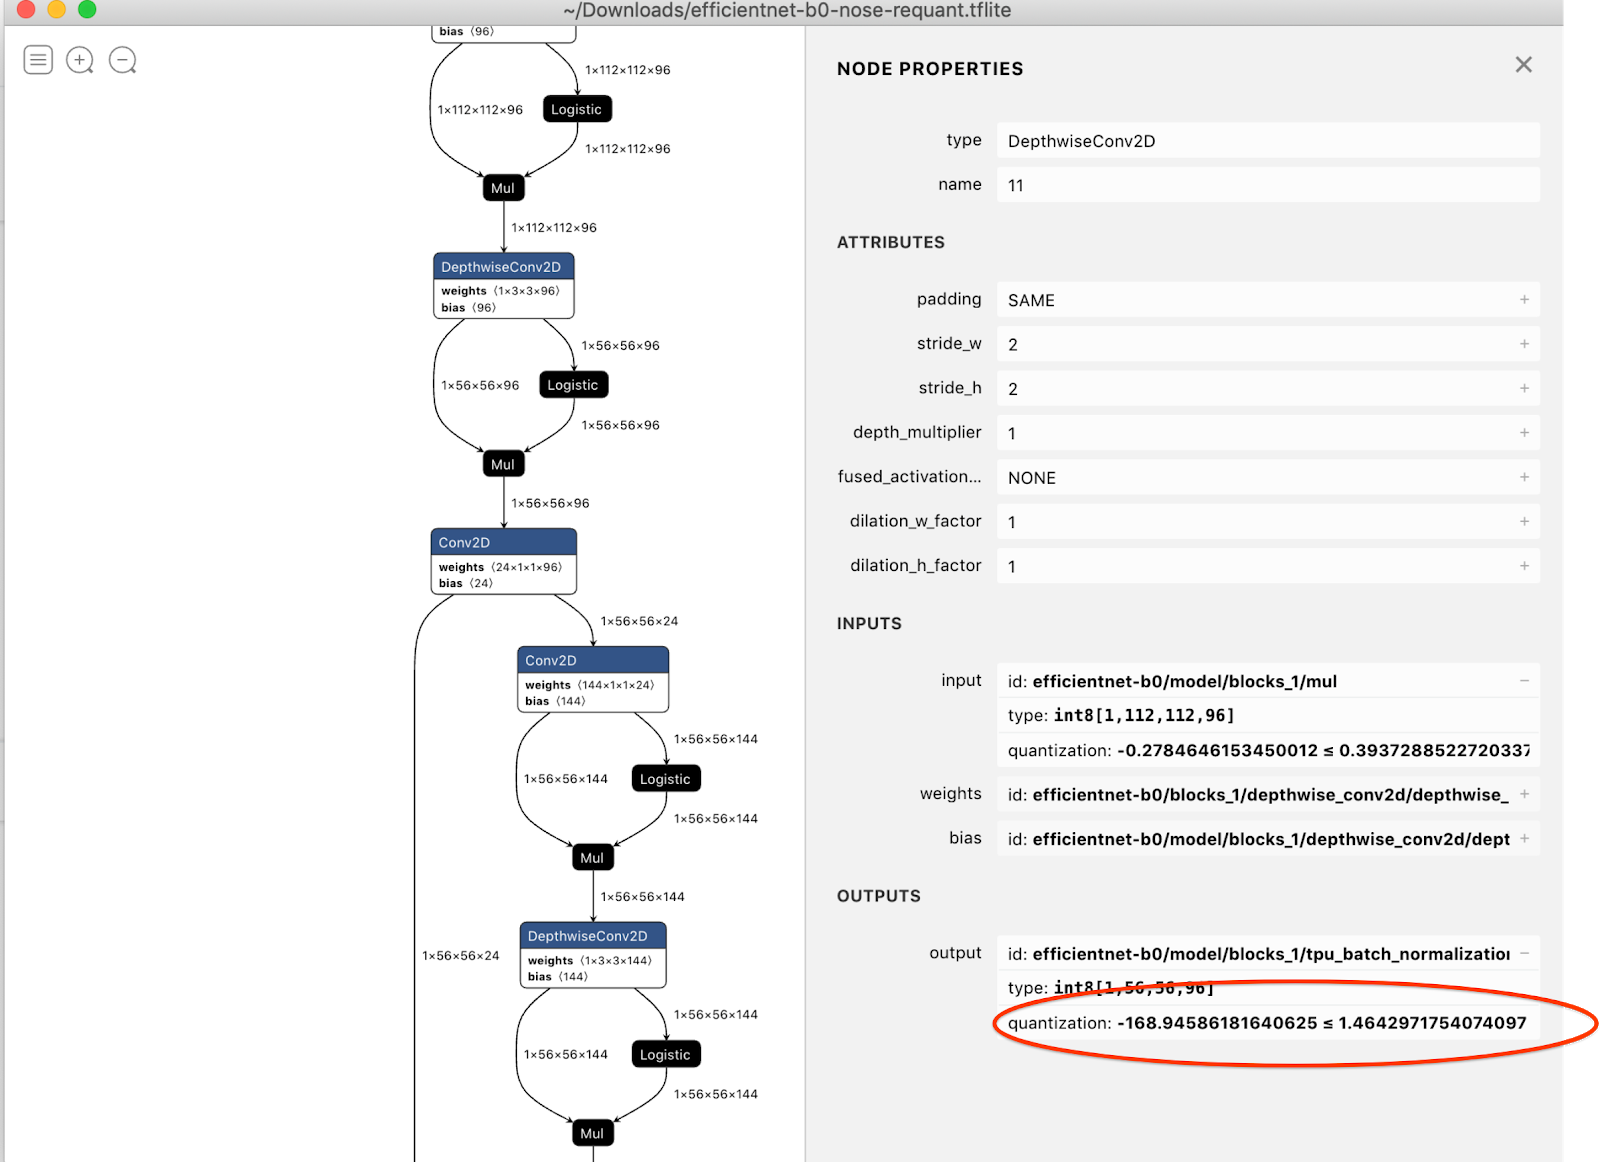 ~/Downloads/efficientnet-b0-nose-requant.tflite
bias ⟨96⟩
1×112×112×96
1×112×112×96
Logistic
1×112×112×96
Mul
1×112×112×96
DepthwiseConv2D
weights ⟨1×3×3×96⟩
bias ⟨96⟩
1×56×56×96
1×56×56×96
Logistic
1×56×56×96
Mul
1×56×56×96
Conv2D
weights ⟨24×1×1×96⟩
bias ⟨24⟩
1×56×56×24
Conv2D
weights ⟨144×1×1×24⟩
bias ⟨144⟩
1×56×56×144
1×56×56×144
Logistic
1×56×56×144
Mul
1×56×56×144
DepthwiseConv2D
1×56×56×24
weights ⟨1×3×3×144⟩
bias ⟨144⟩
1×56×56×144
1×56×56×144
Logistic
1×56×56×144
Mul
NODE PROPERTIES
type DepthwiseConv2D
name 11
ATTRIBUTES
padding SAME +
stride_w 2 +
stride_h 2 +
depth_multiplier 1 +
fused_activation... NONE +
dilation_w_factor 1 +
dilation_h_factor 1 +
INPUTS
input id: efficientnet-b0/model/blocks_1/mul −
type: int8[1,112,112,96]
quantization: -0.2784646153450012 ≤ 0.3937288522720337
weights id: efficientnet-b0/blocks_1/depthwise_conv2d/depthwise_ +
bias id: efficientnet-b0/model/blocks_1/depthwise_conv2d/dept +
OUTPUTS
output id: efficientnet-b0/model/blocks_1/tpu_batch_normalization −
type: int8[1,56,56,96]
quantization: -168.94586181640625 ≤ 1.4642971754074097